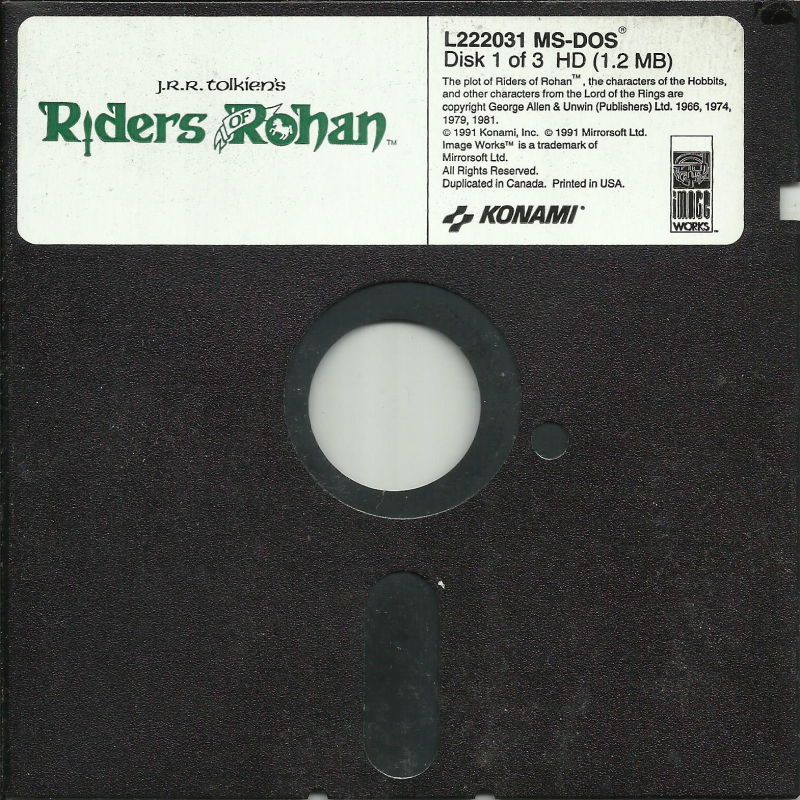 J.R.R. Tolkien's
Riders OF Rohan™
L222031 MS-DOS®
Disk 1 of 3 HD (1.2 MB)
The plot of Riders of Rohan™, the characters of the Hobbits,
and other characters from the Lord of the Rings are
copyright George Allen & Unwin (Publishers) Ltd. 1966, 1974,
1979, 1981.
© 1991 Konami, Inc. © 1991 Mirrorsoft Ltd.
Image Works™ is a trademark of
Mirrorsoft Ltd.
All Rights Reserved.
Duplicated in Canada. Printed in USA.
KONAMI®
IMAGE
WORKS™